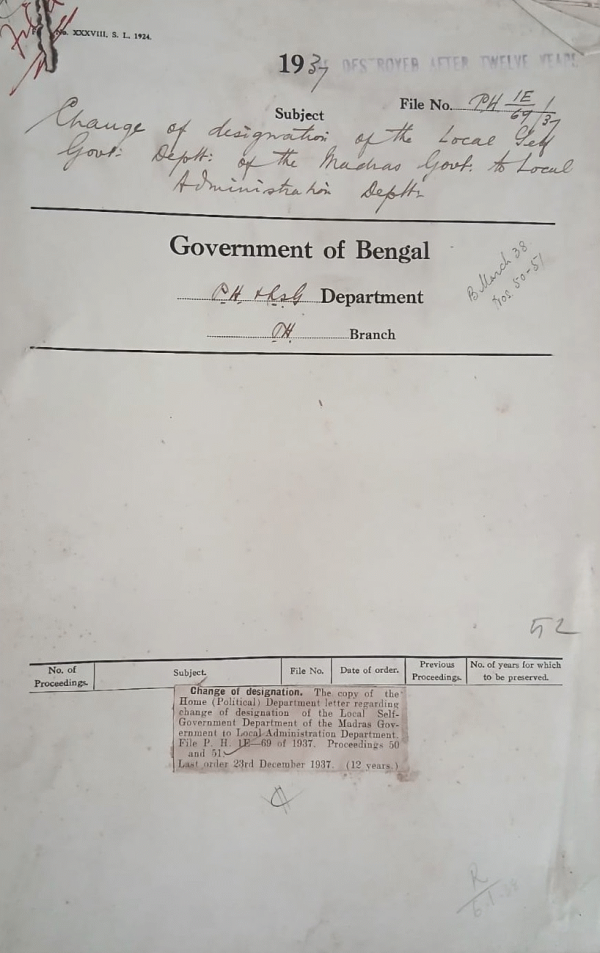 No. XXXVIII, S. I., 1924.
1937 DESTROYED AFTER TWELVE YEARS
File No. PH 1E/69 1/37
Subject
Change of designation of the Local Self
Govt: Deptt: of the Madras Govt. to Local
Administration Deptt.
Government of Bengal
PH & LSG Department
PH Branch
B March 38.
Nos. 50-51
52
No. of Proceedings.
Subject.
File No.
Date of order.
Previous Proceedings.
No. of years for which to be preserved.
Change of designation. The copy of the
Home (Political) Department letter regarding
change of designation of the Local Self-
Government Department of the Madras Gov-
ernment to Local Administration Department.
File P. H. 1E—69 of 1937. Proceedings 50
and 51.
Last order 23rd December 1937. (12 years.)
R